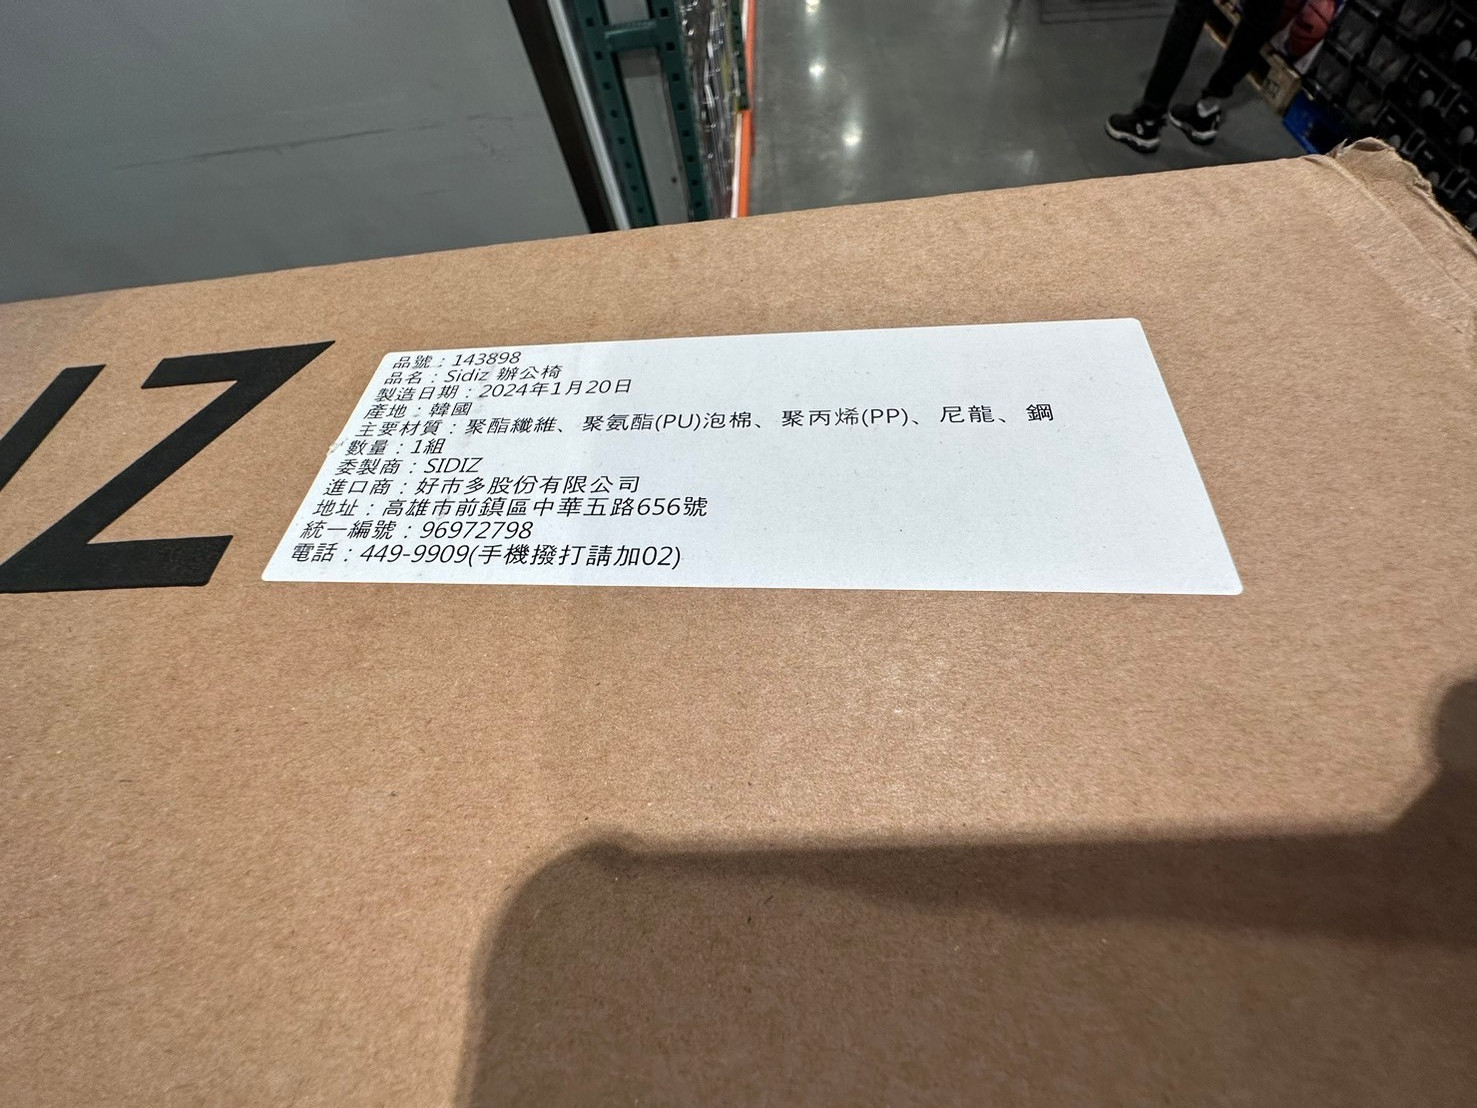 IZ
品號：143898
品名：Sidiz 辦公椅
製造日期：2024年1月20日
產地：韓國
主要材質：聚酯纖維、聚氨酯(PU)泡棉、聚丙烯(PP)、尼龍、鋼
數量：1組
委製商：SIDIZ
進口商：好市多股份有限公司
地址：高雄市前鎮區中華五路656號
統一編號：96972798
電話：449-9909(手機撥打請加02)